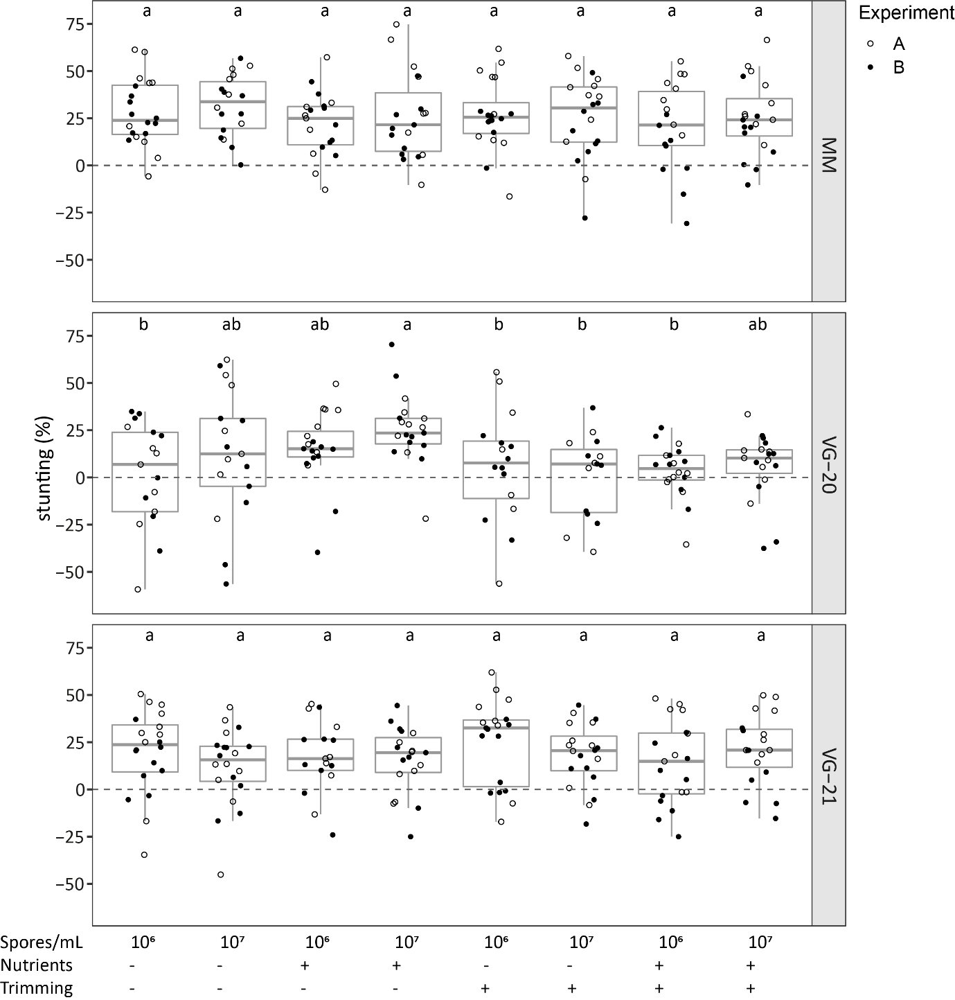 a a a a a a a a
Experiment
A
B
75
50
25
0
−25
−50
MM
b ab ab a b b b ab
75
50
25
0
−25
−50
VG−20
stunting (%)
a a a a a a a a
75
50
25
0
−25
−50
VG−21
Spores/mL 10⁶ 10⁷ 10⁶ 10⁷ 10⁶ 10⁷ 10⁶ 10⁷
Nutrients - - + + - - + +
Trimming - - - - + + + +